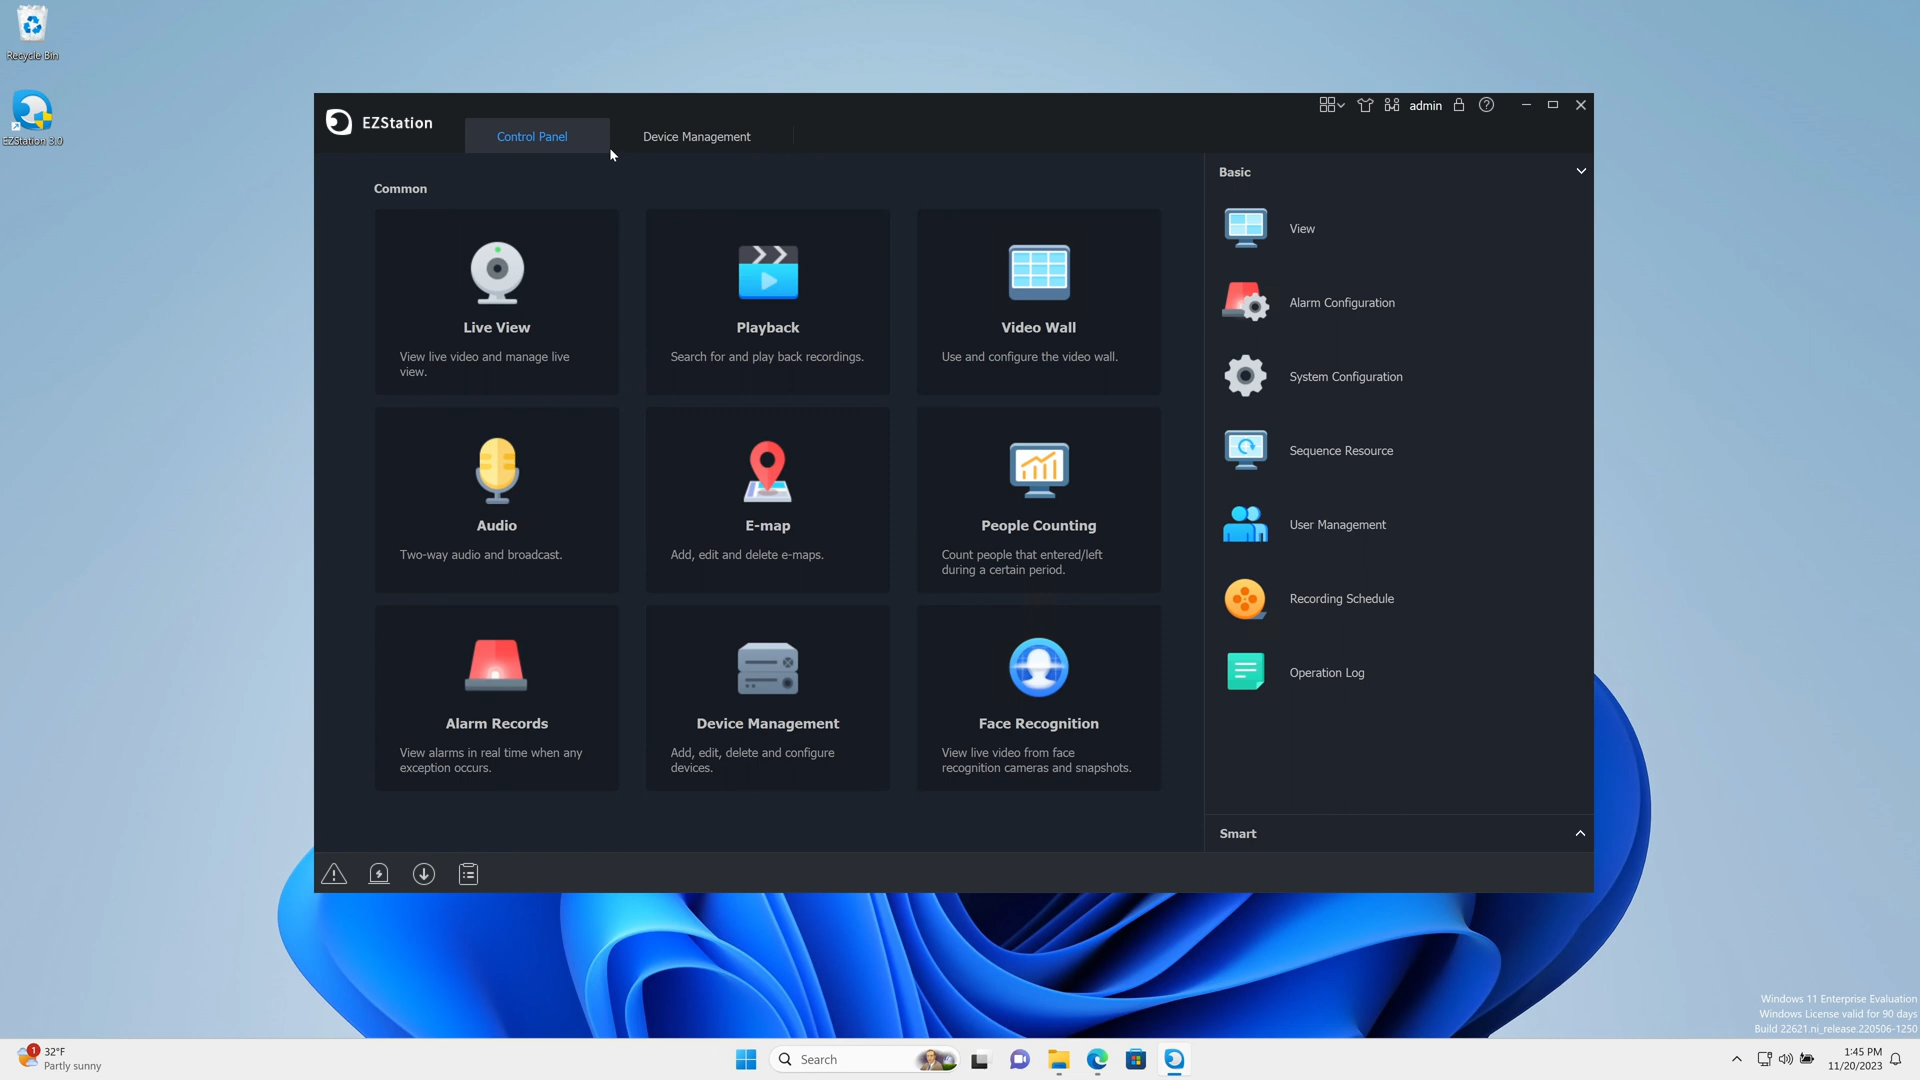 Recycle Bin
EZStation 3.0
EZStation
Control Panel
Device Management
admin
Common
Live View
View live video and manage live
view.
Playback
Search for and play back recordings.
Video Wall
Use and configure the video wall.
Audio
Two-way audio and broadcast.
E-map
Add, edit and delete e-maps.
People Counting
Count people that entered/left
during a certain period.
Alarm Records
View alarms in real time when any
exception occurs.
Device Management
Add, edit, delete and configure
devices.
Face Recognition
View live video from face
recognition cameras and snapshots.
Basic
View
Alarm Configuration
System Configuration
Sequence Resource
User Management
Recording Schedule
Operation Log
Smart
Windows 11 Enterprise Evaluation
Windows License valid for 90 days
Build 22621.ni_release.220506-1250
1
32°F
Partly sunny
Search
1:45 PM
11/20/2023